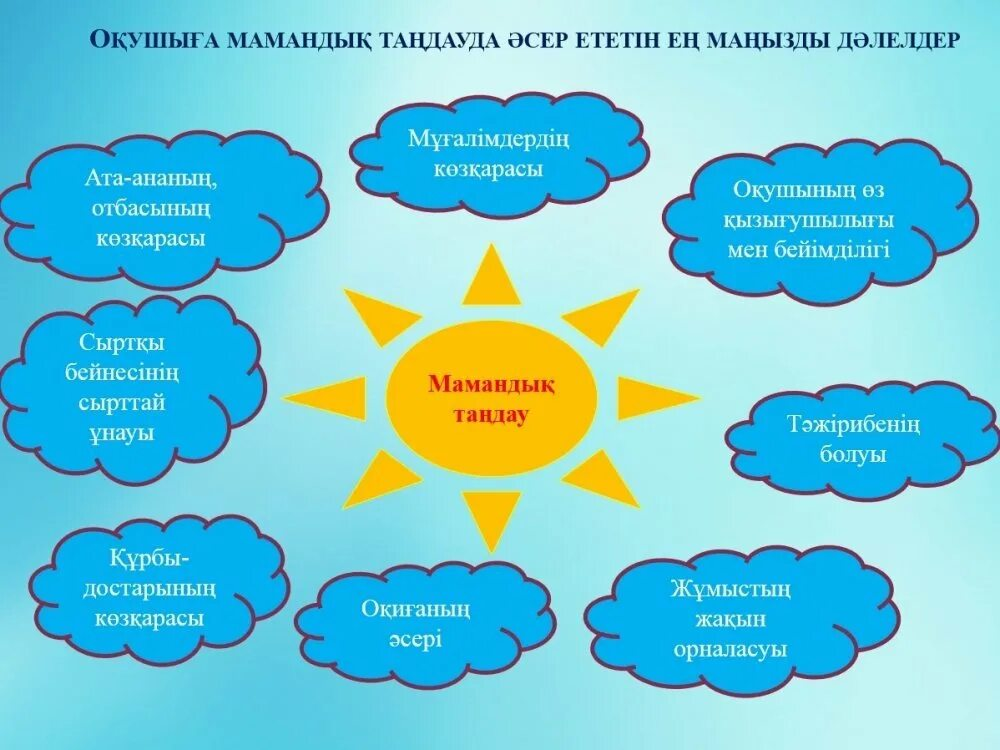 ОҚУШЫҒА МАМАНДЫҚ ТАҢДАУДА ӘСЕР ЕТЕТІН ЕҢ МАҢЫЗДЫ ДӘЛЕЛДЕР
Мұғалімдердің
көзқарасы
Ата-ананың,
отбасының
көзқарасы
Оқушының өз
қызығушылығы
мен бейімділігі
Сыртқы
бейнесінің
сырттай
ұнауы
Мамандық
таңдау
Тәжірибенің
болуы
Құрбы-
достарының
көзқарасы
Оқиғаның
әсері
Жұмыстың
жақын
орналасуы